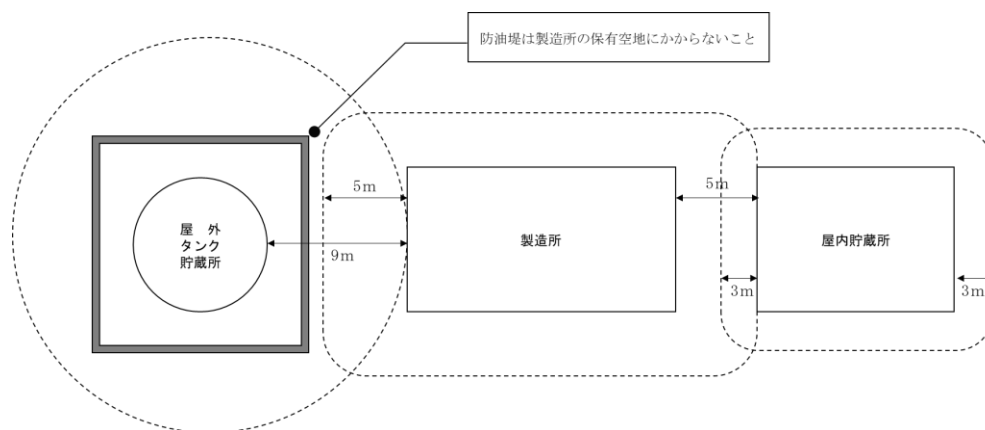 防油堤は製造所の保有空地にかからないこと
5m
5m
屋　外
タンク
貯蔵所
製造所
屋内貯蔵所
9m
3m
3m